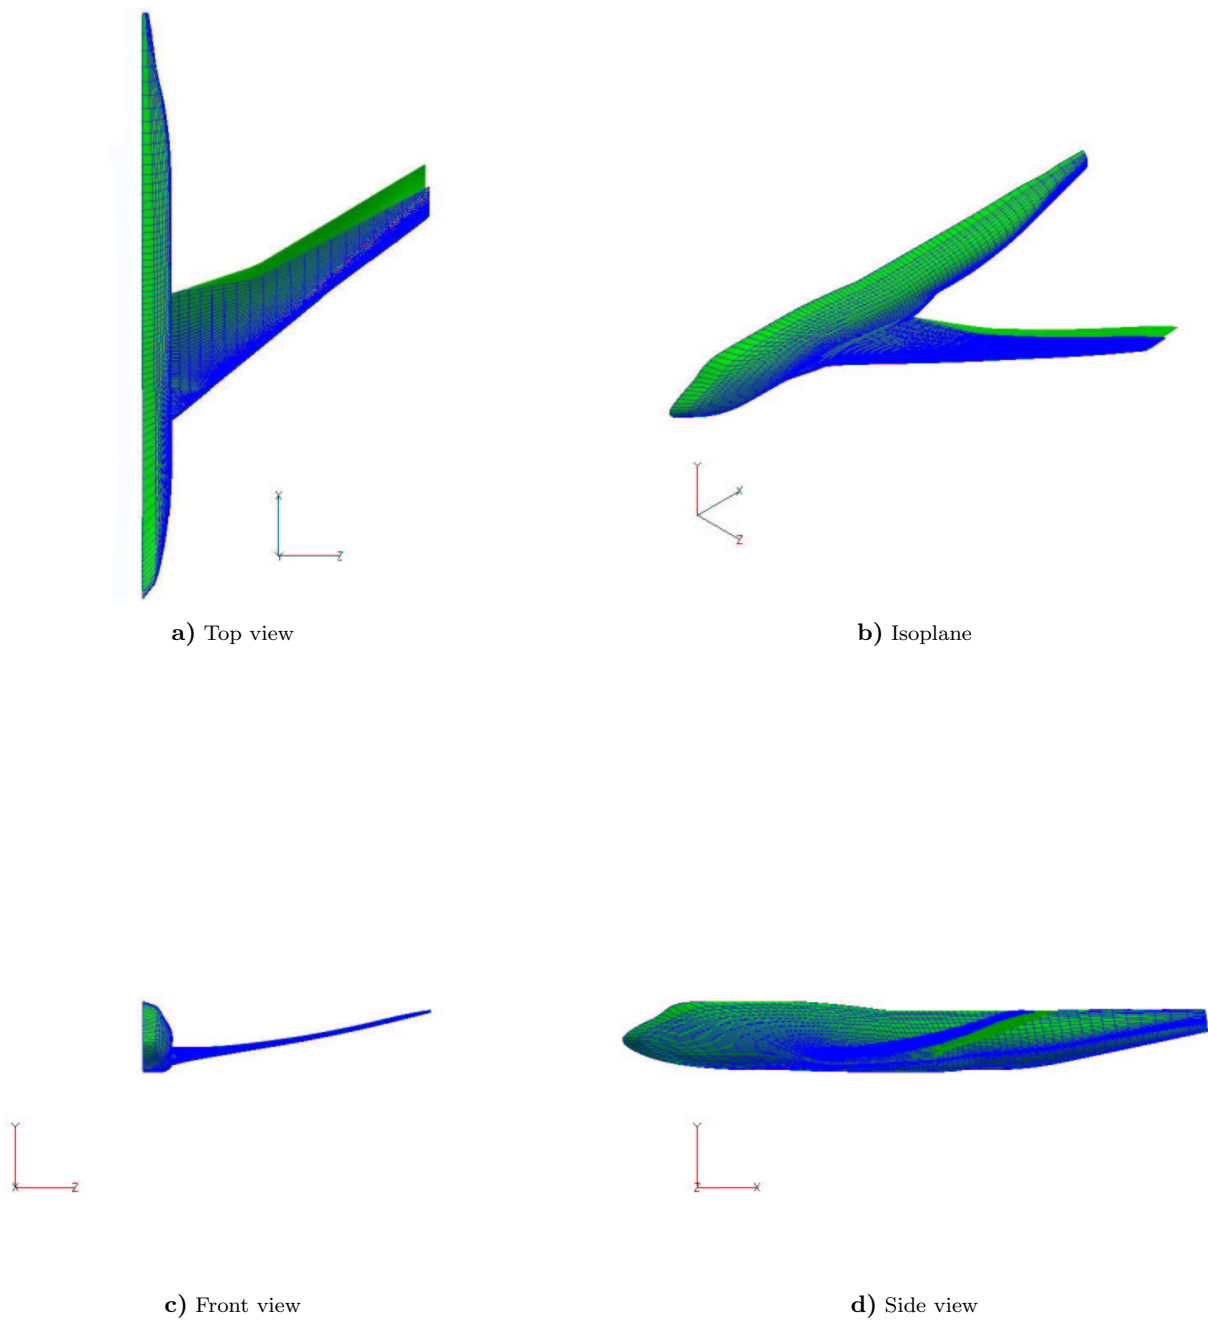 X
Y Z
a) Top view
Y
X
Z
b) Isoplane
Y
X Z
c) Front view
Y
Z X
d) Side view